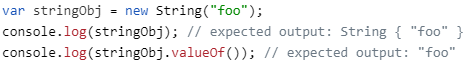 var stringObj = new String("foo");
console.log(stringObj); // expected output: String { "foo" }
console.log(stringObj.valueOf()); // expected output: "foo"